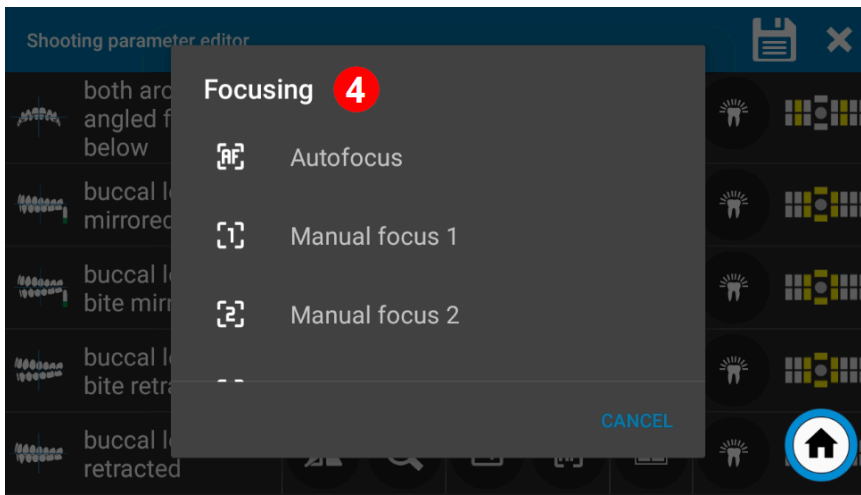 Shooting parameter editor
both arc
angled f
below
buccal l
mirrored
buccal l
bite mirr
buccal l
bite retra
buccal l
retracted
Focusing 4
AF Autofocus
1 Manual focus 1
2 Manual focus 2
CANCEL